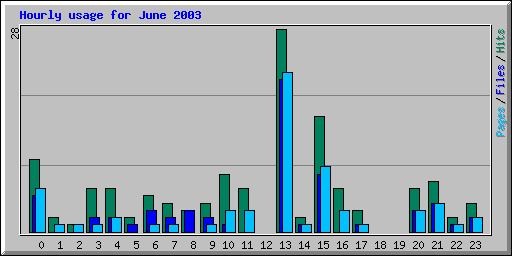 Hourly usage for June 2003
28
Pages / Files / Hits
0 1 2 3 4 5 6 7 8 9 10 11 12 13 14 15 16 17 18 19 20 21 22 23